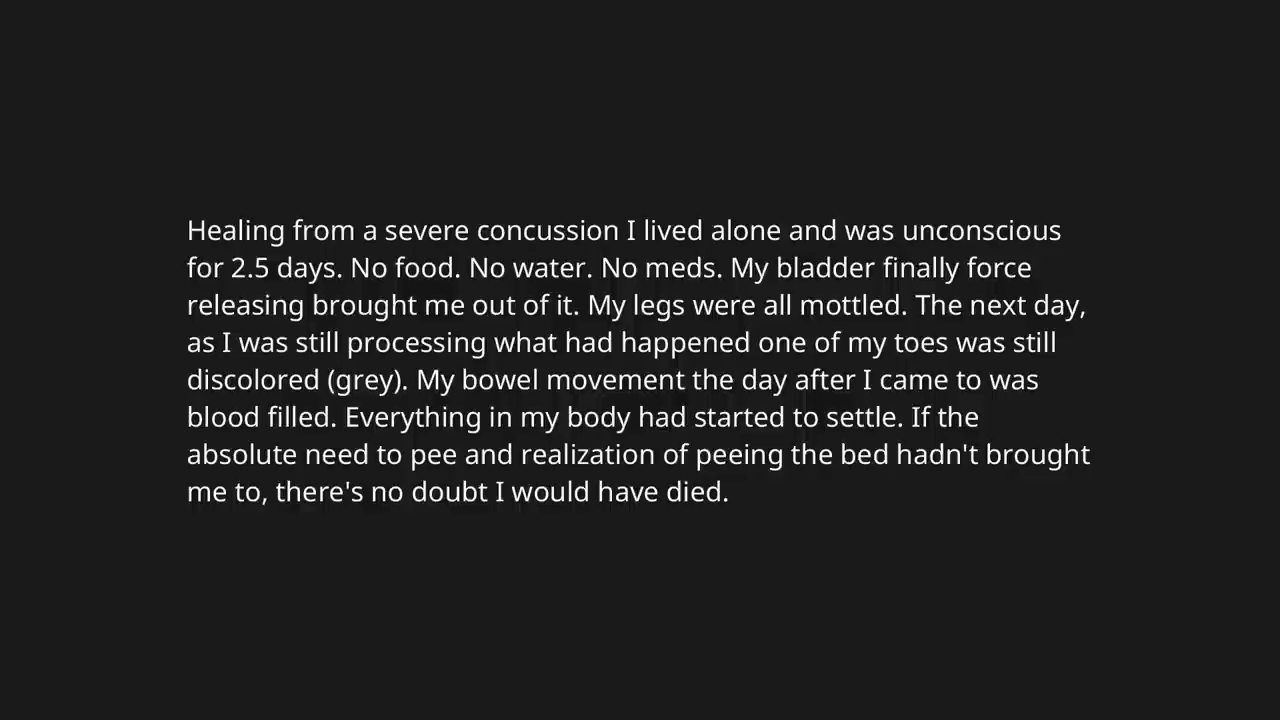 Healing from a severe concussion I lived alone and was unconscious
for 2.5 days. No food. No water. No meds. My bladder finally force
releasing brought me out of it. My legs were all mottled. The next day,
as I was still processing what had happened one of my toes was still
discolored (grey). My bowel movement the day after I came to was
blood filled. Everything in my body had started to settle. If the
absolute need to pee and realization of peeing the bed hadn't brought
me to, there's no doubt I would have died.